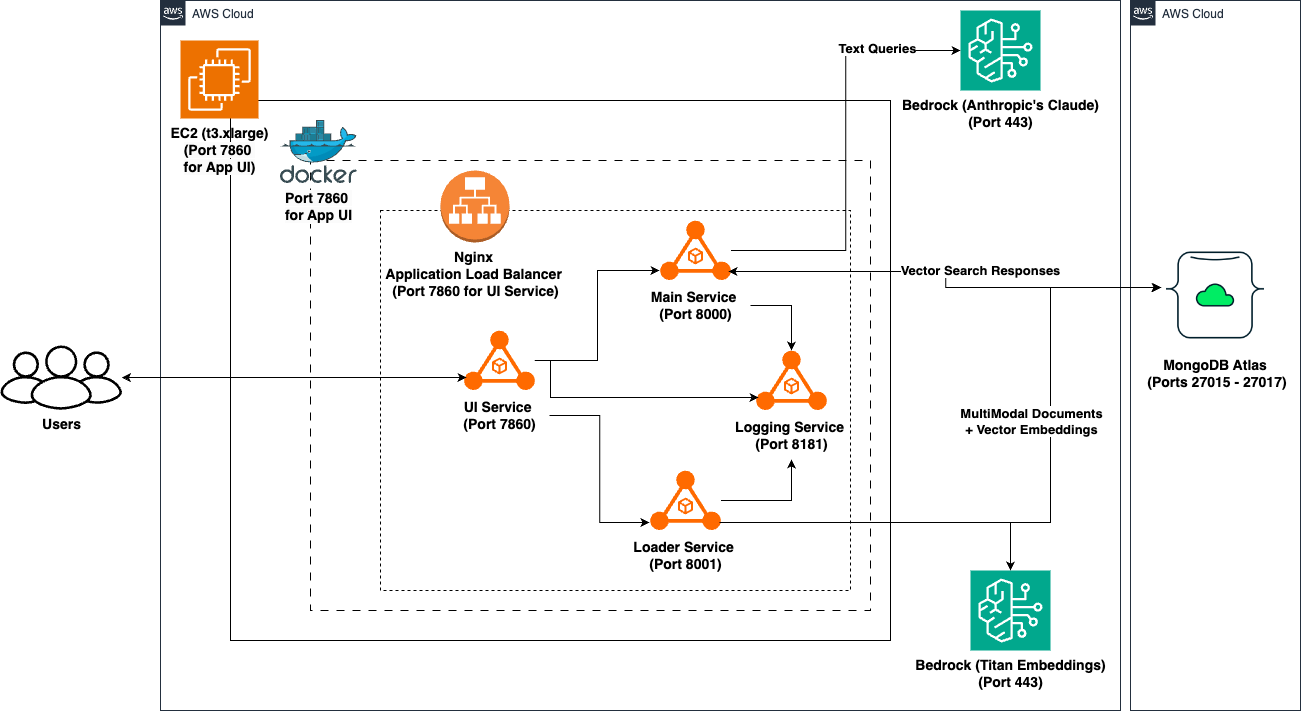 aws
AWS Cloud
aws
AWS Cloud
Text Queries
Bedrock (Anthropic's Claude)
(Port 443)
EC2 (t3.xlarge)
(Port 7860
for App UI)
docker
Port 7860
for App UI
Nginx
Application Load Balancer
(Port 7860 for UI Service)
Main Service
(Port 8000)
Vector Search Responses
MongoDB Atlas
(Ports 27015 - 27017)
Users
UI Service
(Port 7860)
Logging Service
(Port 8181)
MultiModal Documents
+ Vector Embeddings
Loader Service
(Port 8001)
Bedrock (Titan Embeddings)
(Port 443)